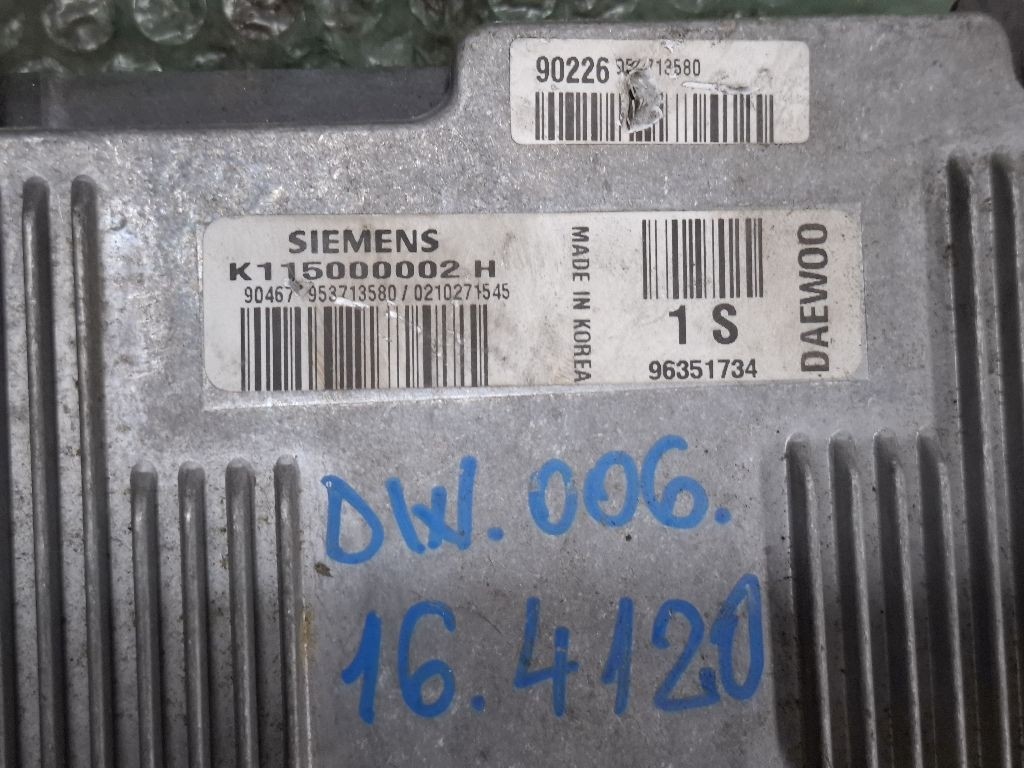 90226
SIEMENS
K115000002 H
90467 953713580 / 0210271545
MADE IN KOREA
1 S
96351734
DAEWOO
DW.006.
16.4120